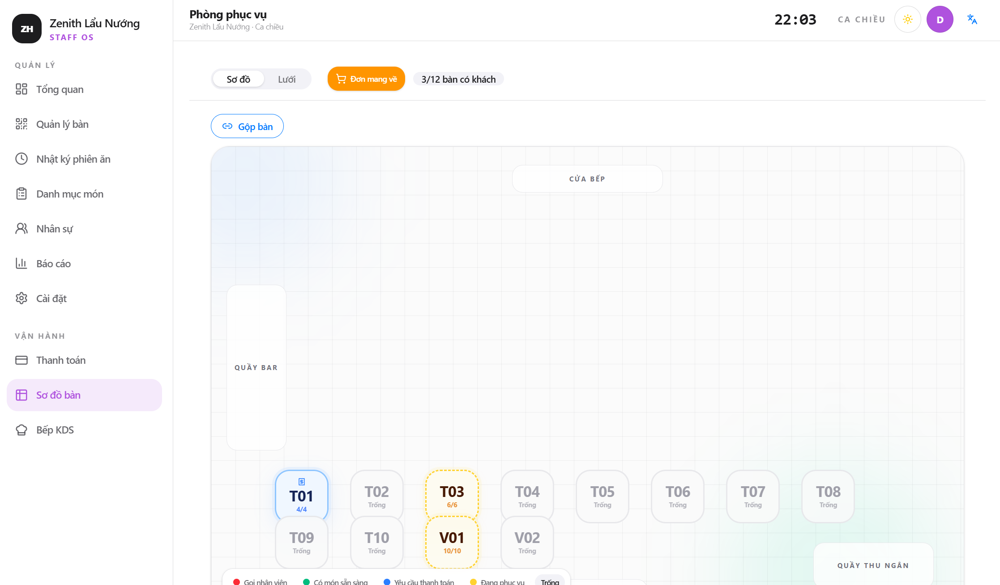 ZH
Zenith Lẩu Nướng
STAFF OS
QUẢN LÝ
Tổng quan
Quản lý bàn
Nhật ký phiên ăn
Danh mục món
Nhân sự
Báo cáo
Cài đặt
VẬN HÀNH
Thanh toán
Sơ đồ bàn
Bếp KDS
Phòng phục vụ
Zenith Lẩu Nướng · Ca chiều
22:03
CA CHIỀU
D
Sơ đồ
Lưới
Đơn mang về
3/12 bàn có khách
Gộp bàn
CỬA BẾP
QUẦY BAR
T01
4/4
T02
Trống
T03
6/6
T04
Trống
T05
Trống
T06
Trống
T07
Trống
T08
Trống
T09
Trống
T10
Trống
V01
10/10
V02
Trống
QUẦY THU NGÂN
Gọi nhân viên
Có món sẵn sàng
Yêu cầu thanh toán
Đang phục vụ
Trống